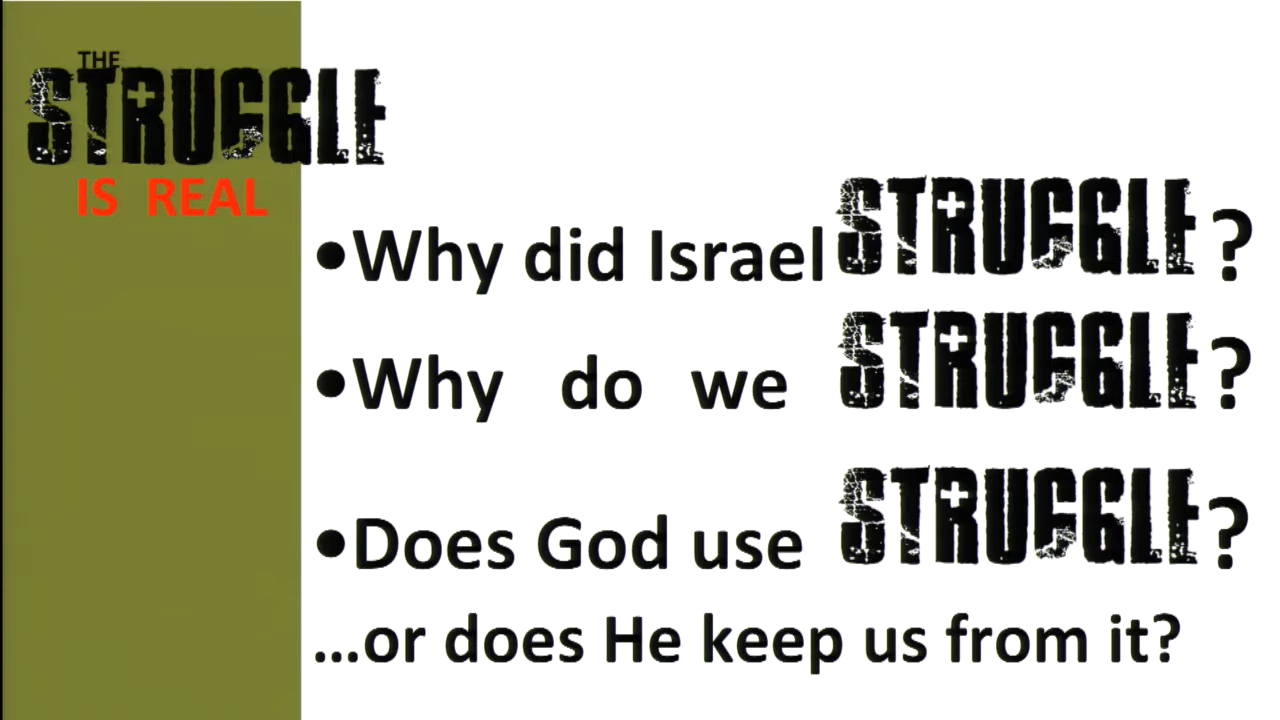 THE
STRUGGLE
IS REAL
•Why did Israel STRUGGLE?
•Why do we STRUGGLE?
•Does God use STRUGGLE?
...or does He keep us from it?